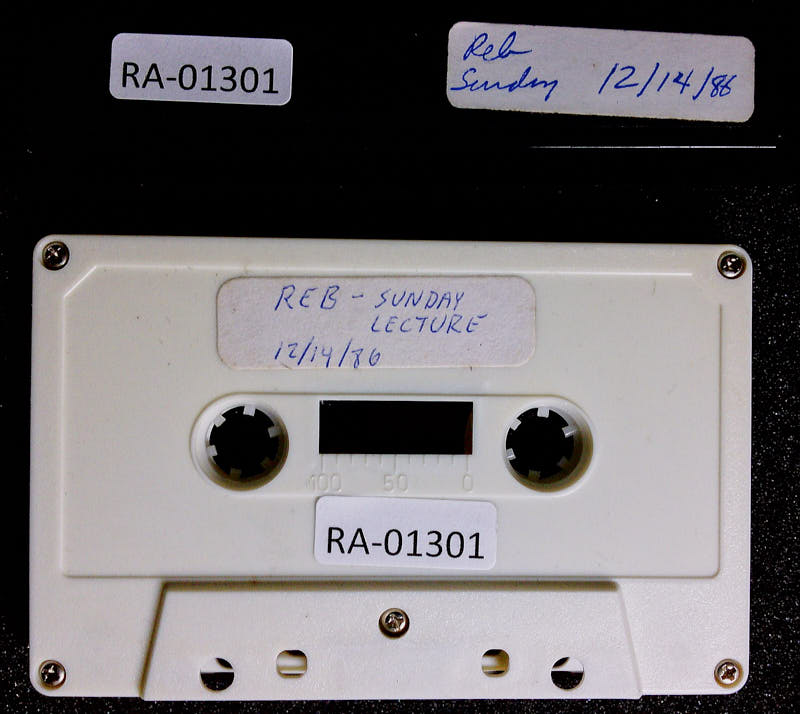 RA-01301
Reb
Sunday 12/14/86
REB - SUNDAY
LECTURE
12/14/86
100 50 0
RA-01301